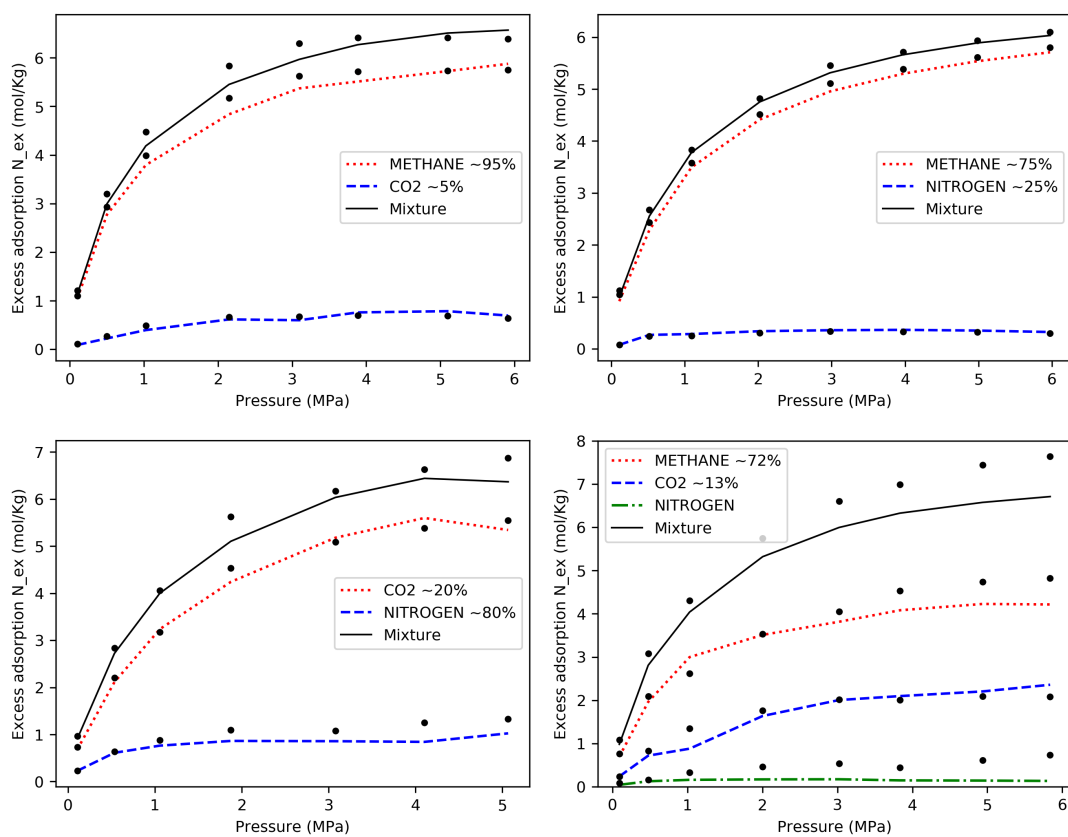 6
5
4
3
2
1
0
Excess adsorption N_ex (mol/Kg)
METHANE ~95%
CO2 ~5%
Mixture
0 1 2 3 4 5 6
Pressure (MPa)
6
5
4
3
2
1
0
Excess adsorption N_ex (mol/Kg)
METHANE ~75%
NITROGEN ~25%
Mixture
0 1 2 3 4 5 6
Pressure (MPa)
7
6
5
4
3
2
1
0
Excess adsorption N_ex (mol/Kg)
CO2 ~20%
NITROGEN ~80%
Mixture
0 1 2 3 4 5
Pressure (MPa)
8
7
6
5
4
3
2
1
0
Excess adsorption N_ex (mol/Kg)
METHANE ~72%
CO2 ~13%
NITROGEN
Mixture
0 1 2 3 4 5 6
Pressure (MPa)